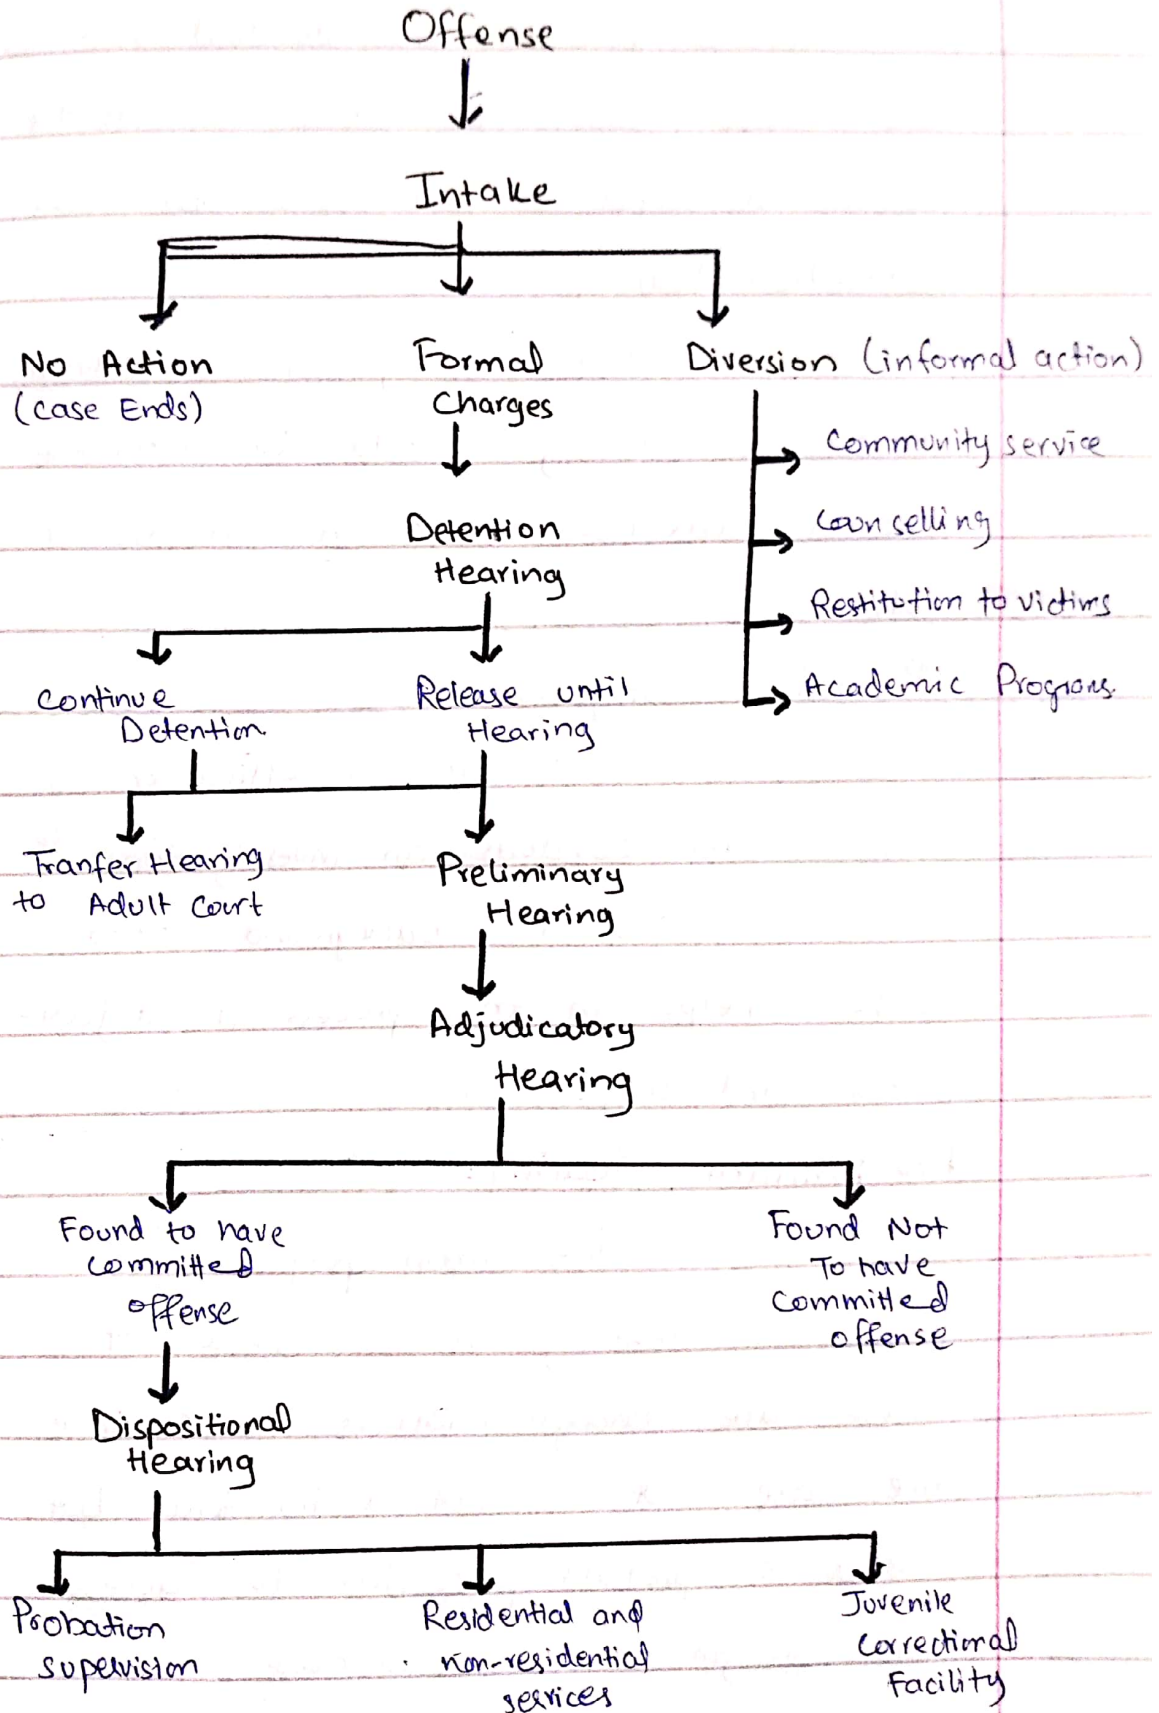 Offense
Intake
No Action
(Case Ends)
Formal
Charges
Diversion (informal action)
Community service
Counselling
Restitution to victims
Academic Progrons.
Detention
Hearing
Continue
Detention.
Release until
Hearing
Tranfer Hearing
to Adult Court
Preliminary
Hearing
Adjudicatory
Hearing
Found to have
committed
offense
Found Not
To have
Committed
offense
Dispositional
Hearing
Probation
supervision
Residential and
non-residential
services
Juvenile
correctional
Facility